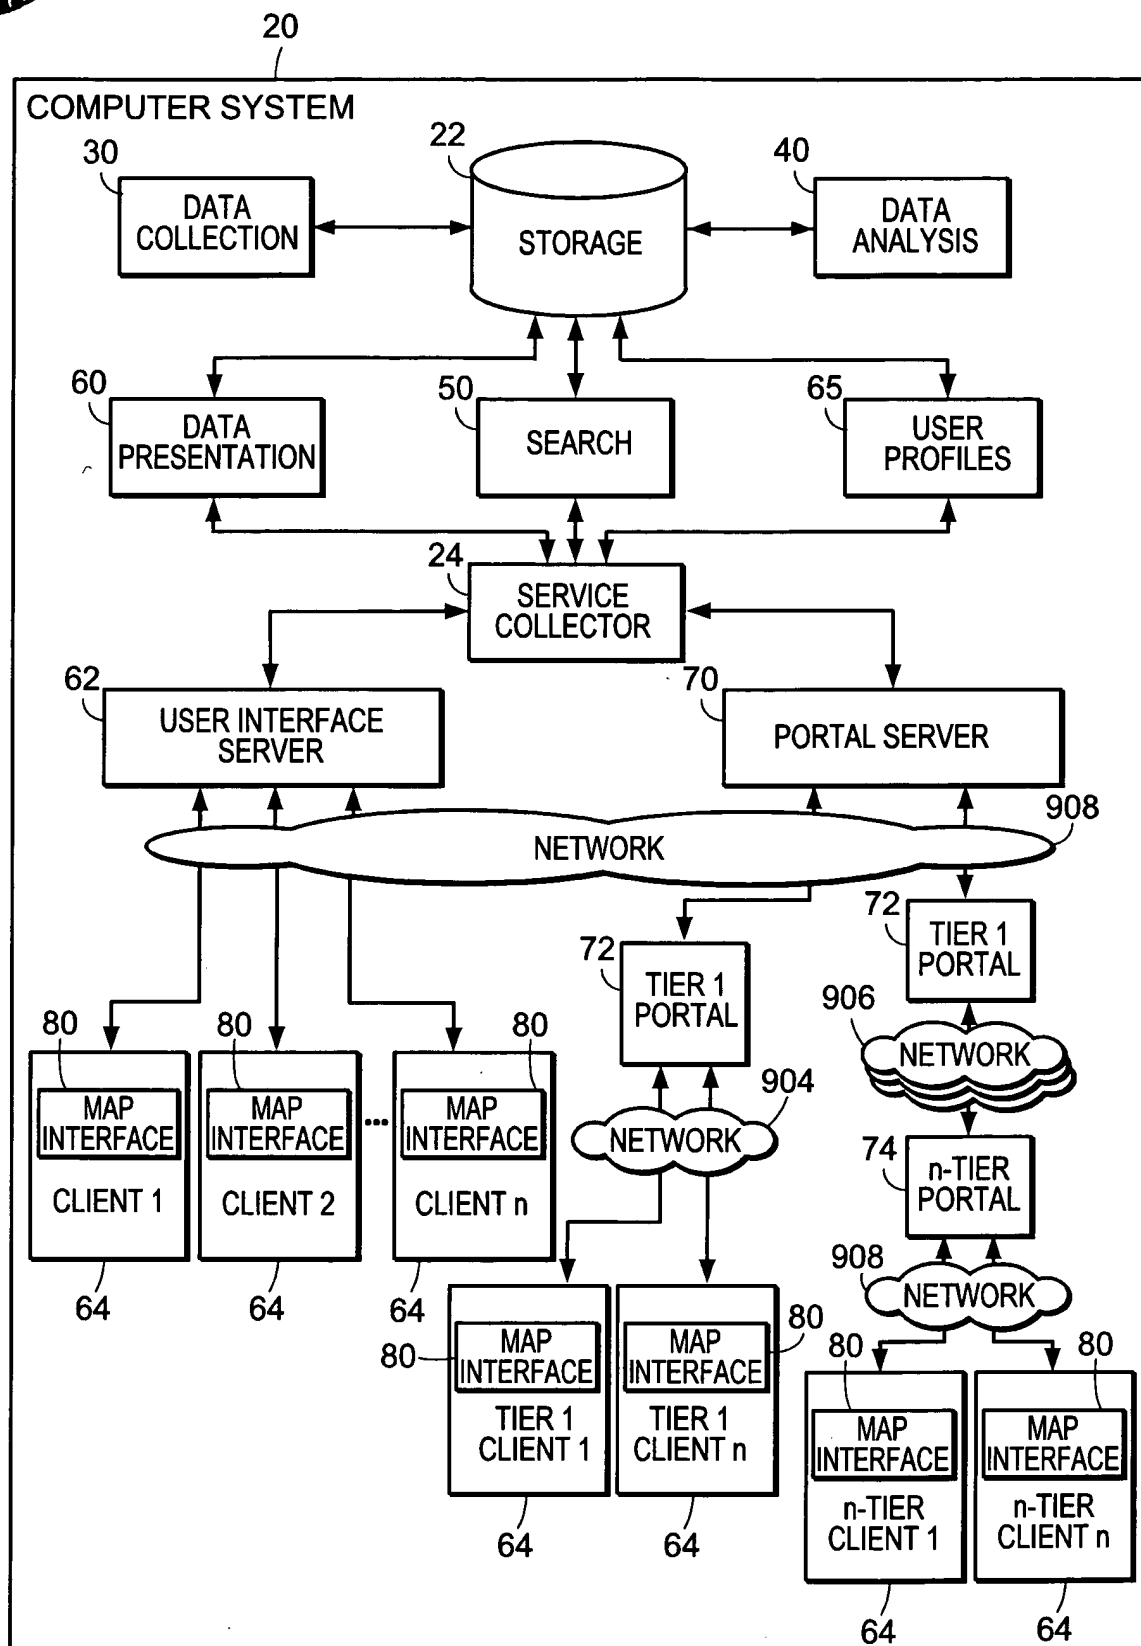 20
COMPUTER SYSTEM
30
DATA
COLLECTION
22
STORAGE
40
DATA
ANALYSIS
60
DATA
PRESENTATION
50
SEARCH
65
USER
PROFILES
24
SERVICE
COLLECTOR
62
USER INTERFACE
SERVER
70
PORTAL SERVER
908
NETWORK
72
TIER 1
PORTAL
72
TIER 1
PORTAL
906
NETWORK
80
MAP
INTERFACE
CLIENT 1
64
80
MAP
INTERFACE
CLIENT 2
64
...
80
MAP
INTERFACE
CLIENT n
64
904
NETWORK
74
n-TIER
PORTAL
908
NETWORK
80
MAP
INTERFACE
TIER 1
CLIENT 1
64
80
MAP
INTERFACE
TIER 1
CLIENT n
64
80
MAP
INTERFACE
n-TIER
CLIENT 1
64
80
MAP
INTERFACE
n-TIER
CLIENT n
64